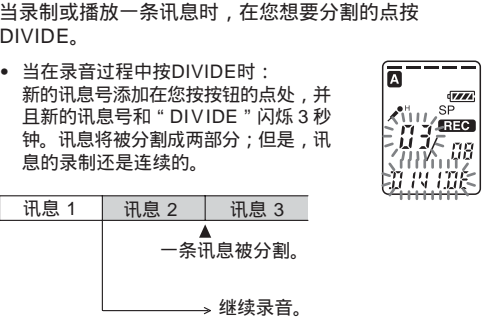 当录制或播放一条讯息时，在您想要分割的点按
DIVIDE。
• 当在录音过程中按DIVIDE时：
新的讯息号添加在您按按钮的点处，并
且新的讯息号和“DIVIDE”闪烁3秒
钟。讯息将被分割成两部分；但是，讯
息的录制还是连续的。
A
H
SP
REC
03
08
DIVIDE
讯息 1 讯息 2 讯息 3
一条讯息被分割。
继续录音。